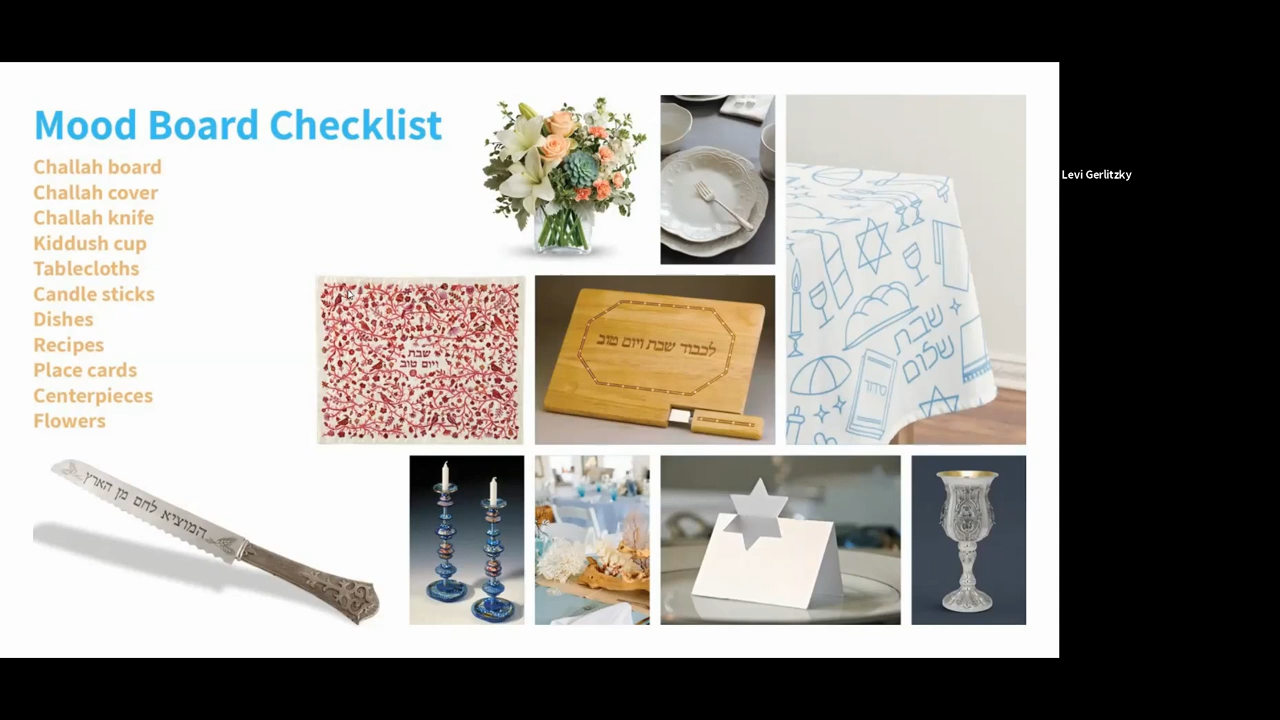 Mood Board Checklist
Challah board
Challah cover
Challah knife
Kiddush cup
Tablecloths
Candle sticks
Dishes
Recipes
Place cards
Centerpieces
Flowers
Levi Gerlitzky
שבת
ויום טוב
לכבוד שבת ויום טוב
שבת
שלום
סדור
המוציא לחם מן הארץ